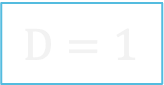 D = 1